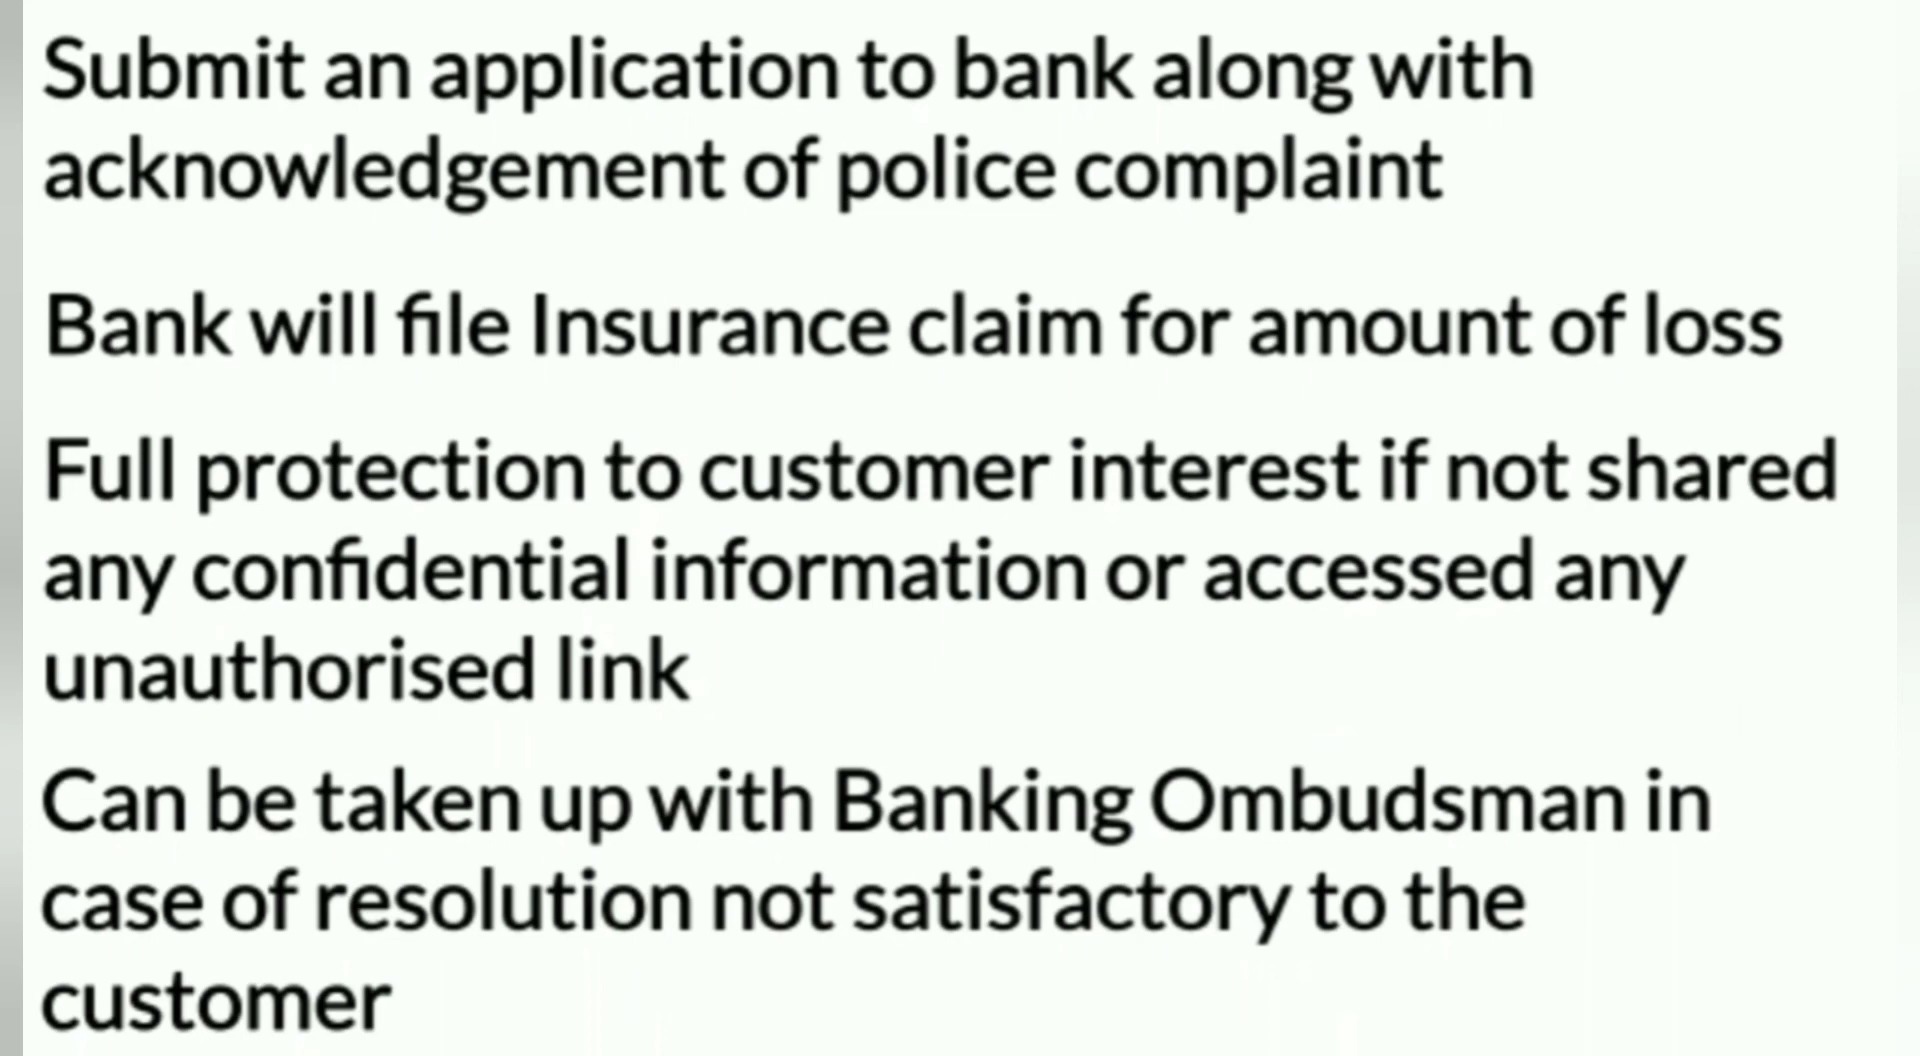 Submit an application to bank along with
acknowledgement of police complaint
Bank will file Insurance claim for amount of loss
Full protection to customer interest if not shared
any confidential information or accessed any
unauthorised link
Can be taken up with Banking Ombudsman in
case of resolution not satisfactory to the
customer